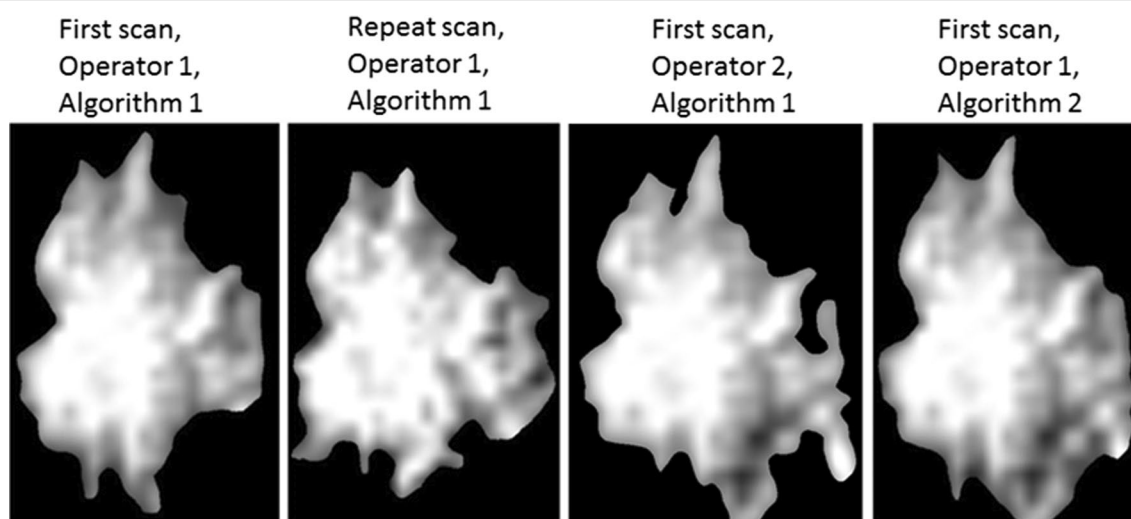 First scan,
Operator 1,
Algorithm 1
Repeat scan,
Operator 1,
Algorithm 1
First scan,
Operator 2,
Algorithm 1
First scan,
Operator 1,
Algorithm 2